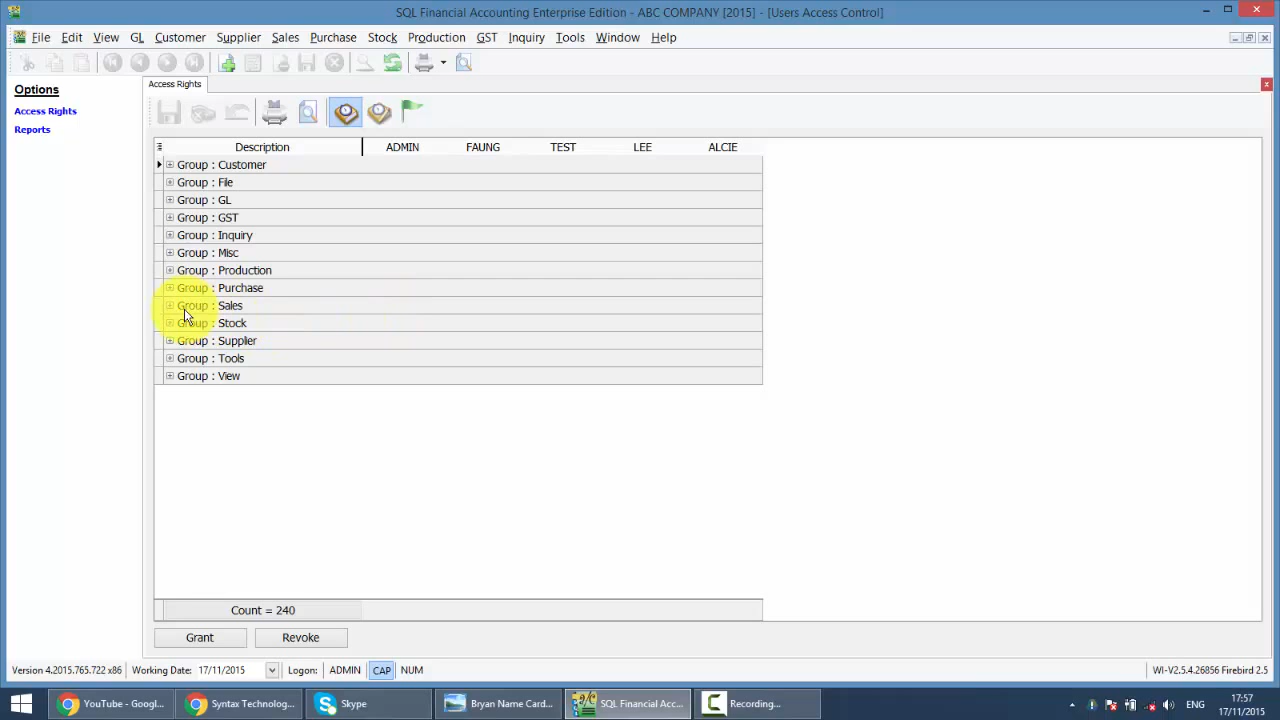 SQL Financial Accounting Enterprise Edition - ABC COMPANY [2015] - [Users Access Control]
File Edit View GL Customer Supplier Sales Purchase Stock Production GST Inquiry Tools Window Help
Options
Access Rights
Reports
Access Rights
Description ADMIN FAUNG TEST LEE ALCIE
Group : Customer
Group : File
Group : GL
Group : GST
Group : Inquiry
Group : Misc
Group : Production
Group : Purchase
Group : Sales
Group : Stock
Group : Supplier
Group : Tools
Group : View
Count = 240
Grant Revoke
Version 4.2015.765.722 x86 Working Date: 17/11/2015 Logon: ADMIN CAP NUM WI-V2.5.4.26856 Firebird 2.5
YouTube - Googl... Syntax Technolog... Skype Bryan Name Card... SQL Financial Acc... Recording... ENG 17:57
17/11/2015